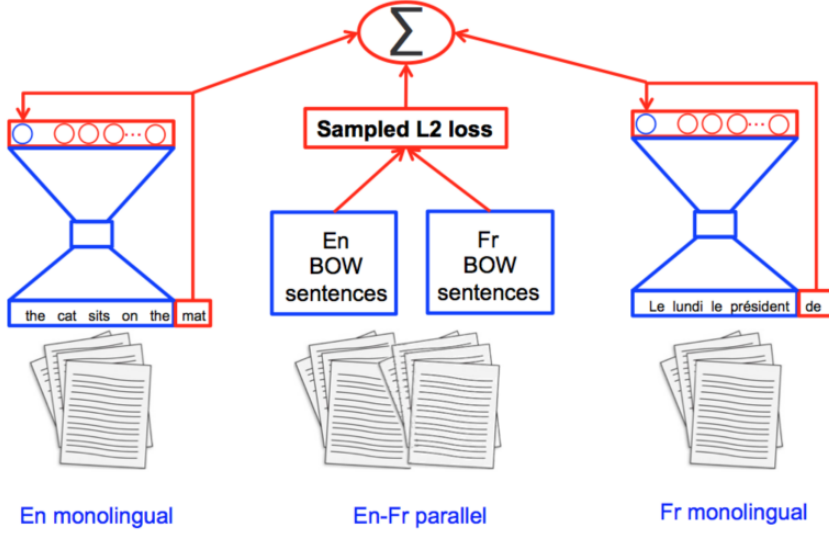 ∑
Sampled L2 loss
En
BOW
sentences
Fr
BOW
sentences
the cat sits on the mat
Le lundi le président de
En monolingual
En-Fr parallel
Fr monolingual